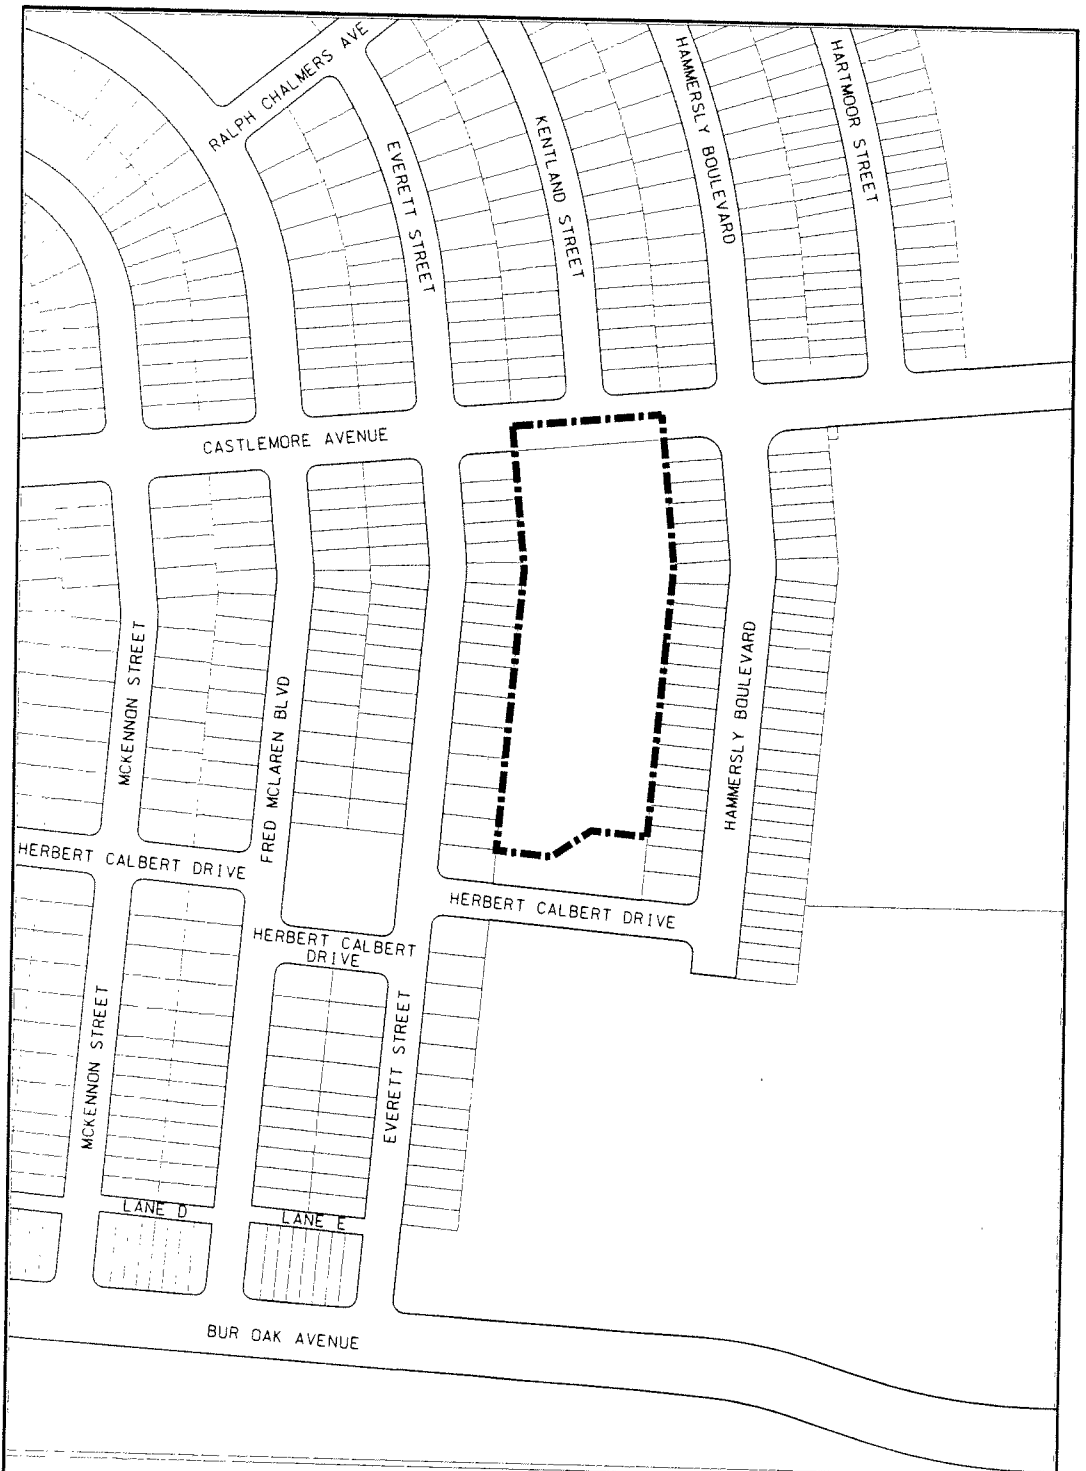 RALPH CHALMERS AVE
EVERETT STREET
KENTLAND STREET
HAMMERSLY BOULEVARD
HARTMOOR STREET
CASTLEMORE AVENUE
MCKENNON STREET
FRED MCLAREN BLVD
HAMMERSLY BOULEVARD
HERBERT CALBERT DRIVE
HERBERT CALBERT DRIVE
HERBERT CALBERT
DRIVE
MCKENNON STREET
EVERETT STREET
LANE D
LANE E
BUR OAK AVENUE